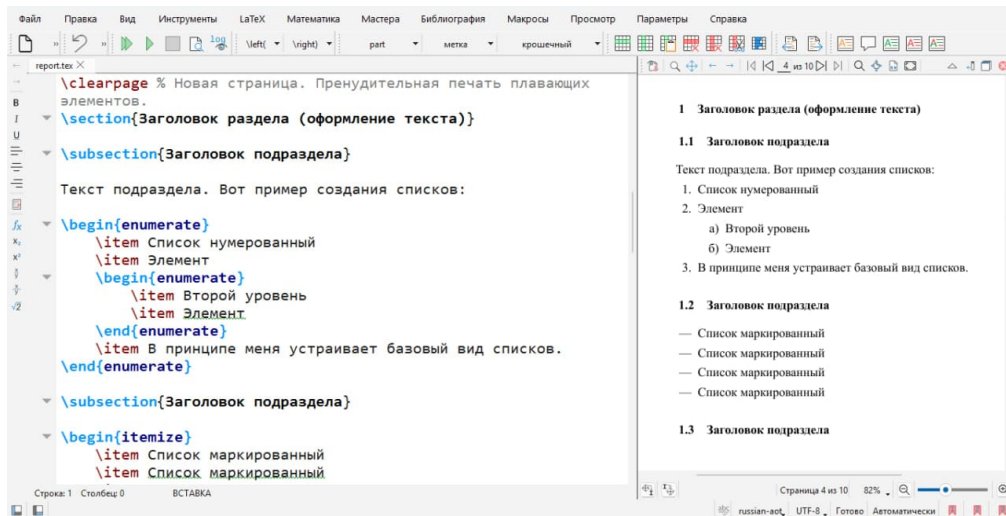 Файл Правка Вид Инструменты LaTeX Математика Мастера Библиография Макросы Просмотр Параметры Справка
log \left( \right) part метка крошечный
4 из 10
report.tex
\clearpage % Новая страница. Пренудительная печать плавающих
элементов.
\section{Заголовок раздела (оформление текста)}
\subsection{Заголовок подраздела}
Текст подраздела. Вот пример создания списков:
\begin{enumerate}
\item Список нумерованный
\item Элемент
\begin{enumerate}
\item Второй уровень
\item Элемент
\end{enumerate}
\item В принципе меня устраивает базовый вид списков.
\end{enumerate}
\subsection{Заголовок подраздела}
\begin{itemize}
\item Список маркированный
\item Список маркированный
1 Заголовок раздела (оформление текста)
1.1 Заголовок подраздела
Текст подраздела. Вот пример создания списков:
1. Список нумерованный
2. Элемент
а) Второй уровень
б) Элемент
3. В принципе меня устраивает базовый вид списков.
1.2 Заголовок подраздела
— Список маркированный
— Список маркированный
— Список маркированный
— Список маркированный
1.3 Заголовок подраздела
Строка: 1 Столбец: 0 ВСТАВКА
Страница 4 из 10 82%
russian-aot UTF-8 Готово Автоматически